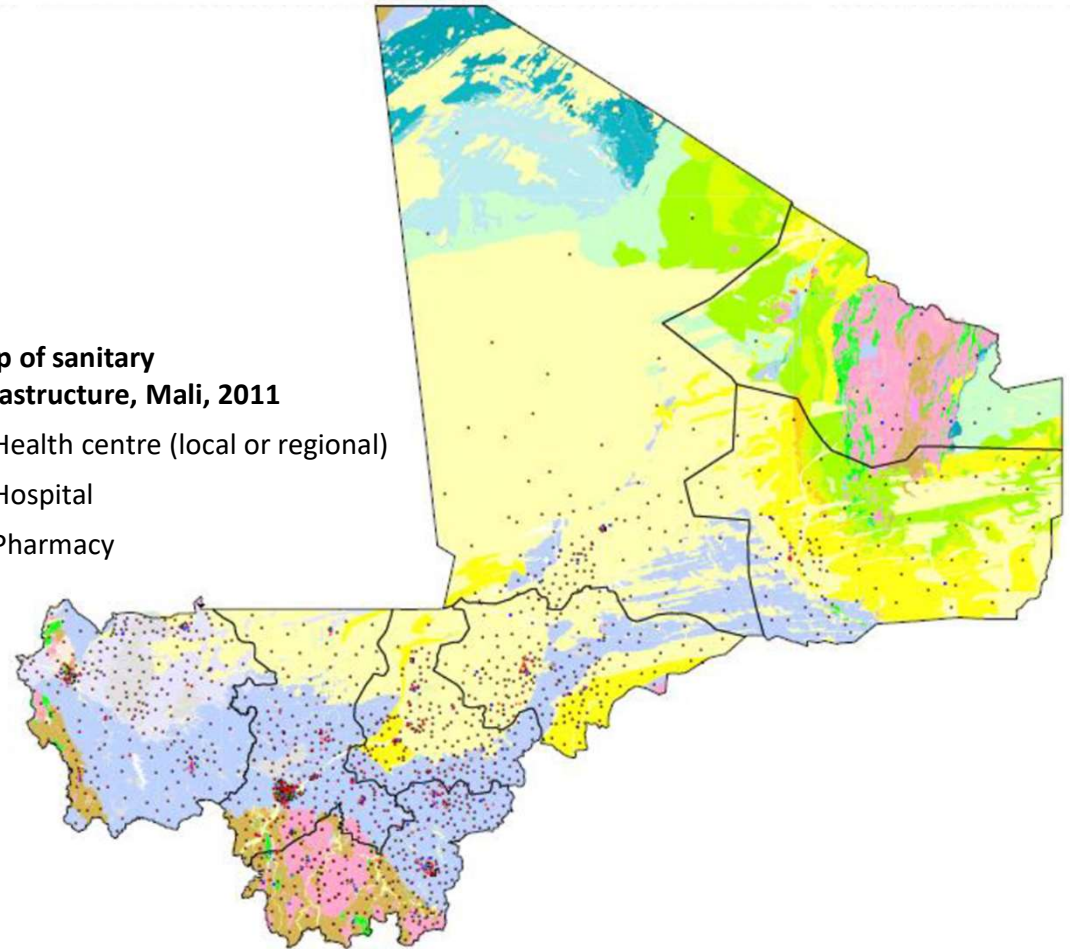 p of sanitary
astructure, Mali, 2011
Health centre (local or regional)
Hospital
Pharmacy